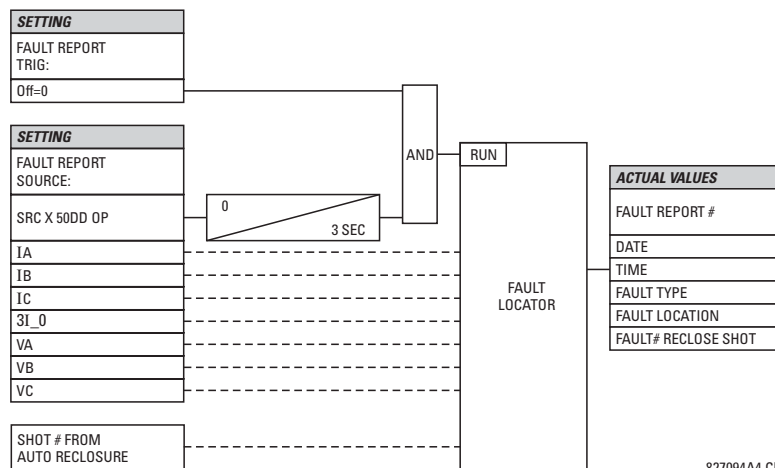 SETTING
FAULT REPORT
TRIG:
Off=0
SETTING
FAULT REPORT
SOURCE:
SRC X 50DD OP
IA
IB
IC
3I_0
VA
VB
VC
SHOT # FROM
AUTO RECLOSURE
0
3 SEC
AND
RUN
FAULT
LOCATOR
ACTUAL VALUES
FAULT REPORT #
DATE
TIME
FAULT TYPE
FAULT LOCATION
FAULT# RECLOSE SHOT